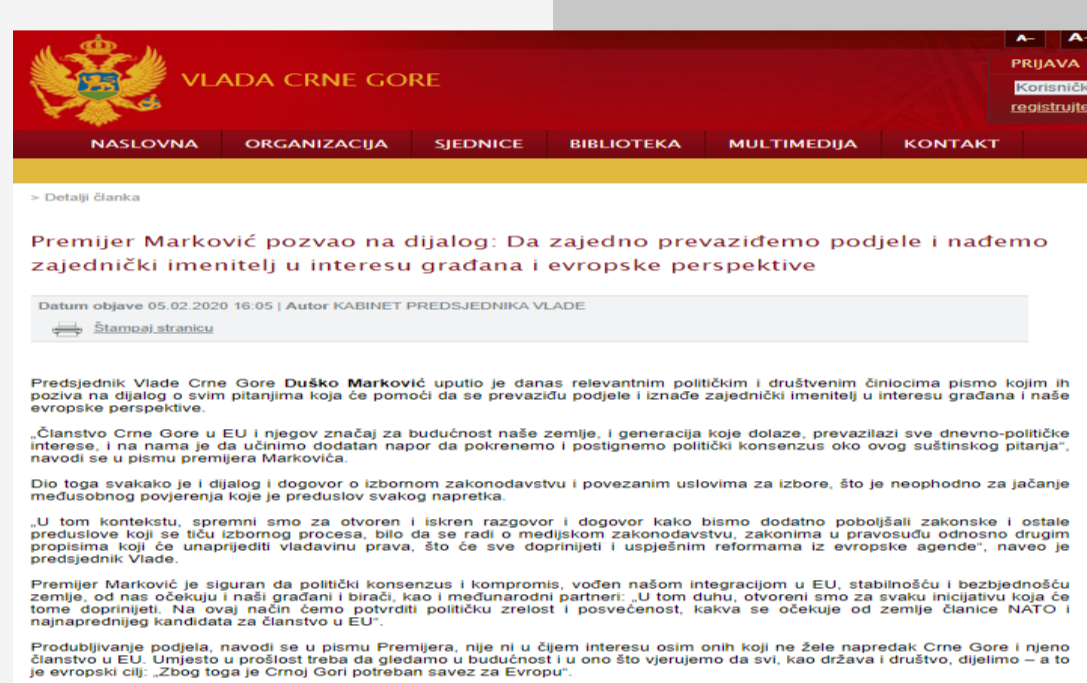 A-
A
PRIJAVA
VLADA CRNE GORE
registrujte
NASLOVNA ORGANIZACIJA SJEDNICE BIBLIOTEKA MULTIMEDIJA KONTAKT
> Detalji članka
Premijer Marković pozvao na dijalog: Da zajedno prevaziđemo podjele i nađemo
zajednički imenitelj u interesu građana i evropske perspektive
Datum objave 05.02.2020 16:05 | Autor KABINET PREDSJEDNIKA VLADE
Štampaj stranicu
Predsjednik Vlade Crne Gore Duško Marković uputio je danas relevantnim političkim i društvenim činiocima pismo kojim ih
poziva na dijalog o svim pitanjima koja će pomoći da se prevaziđu podjele i iznađe zajednički imenitelj u interesu građana i naše
evropske perspektive.
„Članstvo Crne Gore u EU i njegov značaj za budućnost naše zemlje, i generacija koje dolaze, prevazilazi sve dnevno-političke
interese, i na nama je da učinimo dodatan napor da pokrenemo i postignemo politički konsenzus oko ovog suštinskog pitanja“,
navodi se u pismu premijera Markovića.
Dio toga svakako je i dijalog i dogovor o izbornom zakonodavstvu i povezanim uslovima za izbore, što je neophodno za jačanje
međusobnog povjerenja koje je preduslov svakog napretka.
„U tom kontekstu, spremni smo za otvoren i iskren razgovor i dogovor kako bismo dodatno poboljšali zakonske i ostale
preduslove koji se tiču izbornog procesa, bilo da se radi o medijskom zakonodavstvu, zakonima u pravosuđu odnosno drugim
propisima koji će unaprijediti vladavinu prava, što će sve doprinijeti i uspješnim reformama iz evropske agende“, naveo je
predsjednik Vlade.
Premijer Marković je siguran da politički konsenzus i kompromis, vođen našom integracijom u EU, stabilnošću i bezbjednošću
zemlje, od nas očekuju i naši građani i birači, kao i međunarodni partneri: „U tom duhu, otvoreni smo za svaku inicijativu koja će
tome doprinijeti. Na ovaj način ćemo potvrditi političku zrelost i posvećenost, kakva se očekuje od zemlje članice NATO i
najnaprednijeg kandidata za članstvo u EU“.
Produbljivanje podjela, navodi se u pismu Premijera, nije ni u čijem interesu osim onih koji ne žele napredak Crne Gore i njeno
članstvo u EU. Umjesto u prošlost treba da gledamo u budućnost i u ono što vjerujemo da svi, kao država i društvo, dijelimo – a to
je evropski cilj: „Zbog toga je Crnoj Gori potreban savez za Evropu“.